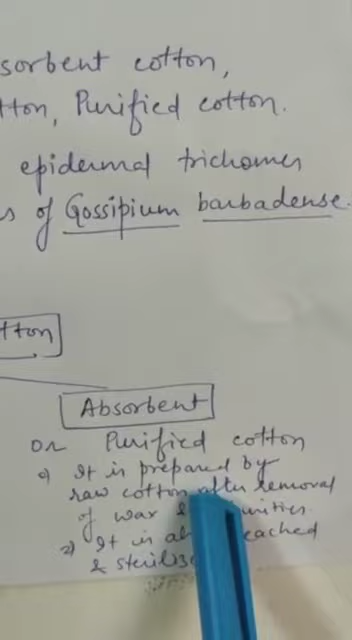 sorbent cotton,
tton, Purified cotton.
epidermal trichomes
s of Gossipium barbadense.
tton
Absorbent
Or Purified cotton
1) It is prepared by
raw cotton after removal
of wax &
2) It is
& steriliz